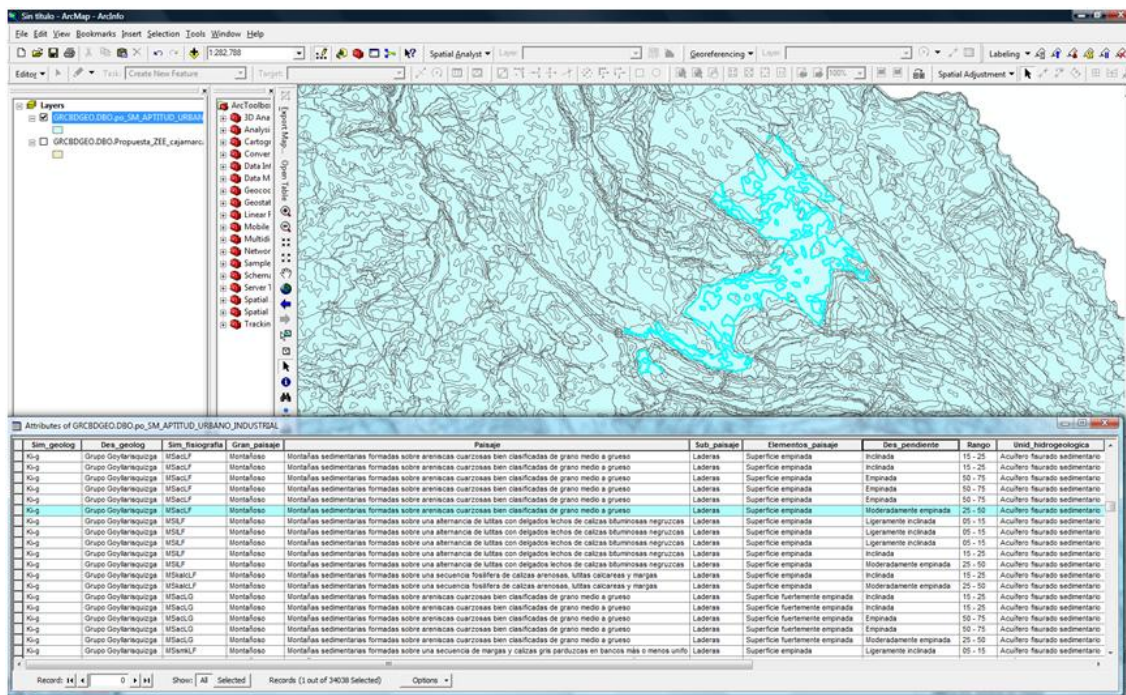 Sin título - ArcMap - ArcInfo
File Edit View Bookmarks Insert Selection Tools Window Help
1:282,788 Spatial Analyst Layer: Georeferencing Layer: Labeling
Editor Task: Create New Feature Target: 100% Spatial Adjustment
Layers
GRCBDGEO.DBO.po_SM_APTITUD_URBAN
GRCBDGEO.DBO.Propuesta_ZEE_cajamarc
ArcToolbo
3D Ana
Analysi
Cartogr
Conver
Data Int
Data M
Geococ
Geostat
Linear F
Mobile
Multidi
Networ
Sample
Schema
Server T
Spatial
Spatial
Trackin
Export Map...
Open Table
Attributes of GRCBDGEO.DBO.po_SM_APTITUD_URBANO_INDUSTRIAL
Sim_geolog Des_geolog Sim_fisiografia Gran_paisaje Paisaje Sub_paisaje Elementos_paisaje Des_pendiente Rango Unid_hidrogeologica
Ki-g Grupo Goyllarisquizga MSacLF Montañoso Montañas sedimentarias formadas sobre areniscas cuarzosas bien clasificadas de grano medio a grueso Laderas Superficie empinada Inclinada 15 - 25 Acuífero fisurado sedimentario
Ki-g Grupo Goyllarisquizga MSacLF Montañoso Montañas sedimentarias formadas sobre areniscas cuarzosas bien clasificadas de grano medio a grueso Laderas Superficie empinada Empinada 50 - 75 Acuífero fisurado sedimentario
Ki-g Grupo Goyllarisquizga MSacLF Montañoso Montañas sedimentarias formadas sobre areniscas cuarzosas bien clasificadas de grano medio a grueso Laderas Superficie empinada Inclinada 15 - 25 Acuífero fisurado sedimentario
Ki-g Grupo Goyllarisquizga MSacLF Montañoso Montañas sedimentarias formadas sobre areniscas cuarzosas bien clasificadas de grano medio a grueso Laderas Superficie empinada Empinada 50 - 75 Acuífero fisurado sedimentario
Ki-g Grupo Goyllarisquizga MSacLF Montañoso Montañas sedimentarias formadas sobre areniscas cuarzosas bien clasificadas de grano medio a grueso Laderas Superficie empinada Empinada 50 - 75 Acuífero fisurado sedimentario
Ki-g Grupo Goyllarisquizga MSacLF Montañoso Montañas sedimentarias formadas sobre areniscas cuarzosas bien clasificadas de grano medio a grueso Laderas Superficie empinada Moderadamente empinada 25 - 50 Acuífero fisurado sedimentario
Ki-g Grupo Goyllarisquizga MSlLF Montañoso Montañas sedimentarias formadas sobre una alternancia de lutitas con delgados lechos de calizas bituminosas negruzcas Laderas Superficie empinada Ligeramente inclinada 05 - 15 Acuífero fisurado sedimentario
Ki-g Grupo Goyllarisquizga MSlLF Montañoso Montañas sedimentarias formadas sobre una alternancia de lutitas con delgados lechos de calizas bituminosas negruzcas Laderas Superficie empinada Ligeramente inclinada 05 - 15 Acuífero fisurado sedimentario
Ki-g Grupo Goyllarisquizga MSlLF Montañoso Montañas sedimentarias formadas sobre una alternancia de lutitas con delgados lechos de calizas bituminosas negruzcas Laderas Superficie empinada Ligeramente inclinada 05 - 15 Acuífero fisurado sedimentario
Ki-g Grupo Goyllarisquizga MSlLF Montañoso Montañas sedimentarias formadas sobre una alternancia de lutitas con delgados lechos de calizas bituminosas negruzcas Laderas Superficie empinada Inclinada 15 - 25 Acuífero fisurado sedimentario
Ki-g Grupo Goyllarisquizga MSlLF Montañoso Montañas sedimentarias formadas sobre una alternancia de lutitas con delgados lechos de calizas bituminosas negruzcas Laderas Superficie empinada Moderadamente empinada 25 - 50 Acuífero fisurado sedimentario
Ki-g Grupo Goyllarisquizga MSkalcLF Montañoso Montañas sedimentarias formadas sobre una secuencia fosilífera de calizas arenosas, lutitas calcareas y margas Laderas Superficie empinada Inclinada 15 - 25 Acuífero fisurado sedimentario
Ki-g Grupo Goyllarisquizga MSkalcLF Montañoso Montañas sedimentarias formadas sobre una secuencia fosilífera de calizas arenosas, lutitas calcareas y margas Laderas Superficie empinada Moderadamente empinada 25 - 50 Acuífero fisurado sedimentario
Ki-g Grupo Goyllarisquizga MSacLG Montañoso Montañas sedimentarias formadas sobre areniscas cuarzosas bien clasificadas de grano medio a grueso Laderas Superficie fuertemente empinada Inclinada 15 - 25 Acuífero fisurado sedimentario
Ki-g Grupo Goyllarisquizga MSacLG Montañoso Montañas sedimentarias formadas sobre areniscas cuarzosas bien clasificadas de grano medio a grueso Laderas Superficie fuertemente empinada Inclinada 15 - 25 Acuífero fisurado sedimentario
Ki-g Grupo Goyllarisquizga MSacLG Montañoso Montañas sedimentarias formadas sobre areniscas cuarzosas bien clasificadas de grano medio a grueso Laderas Superficie fuertemente empinada Empinada 50 - 75 Acuífero fisurado sedimentario
Ki-g Grupo Goyllarisquizga MSacLG Montañoso Montañas sedimentarias formadas sobre areniscas cuarzosas bien clasificadas de grano medio a grueso Laderas Superficie fuertemente empinada Empinada 50 - 75 Acuífero fisurado sedimentario
Ki-g Grupo Goyllarisquizga MSacLG Montañoso Montañas sedimentarias formadas sobre areniscas cuarzosas bien clasificadas de grano medio a grueso Laderas Superficie fuertemente empinada Moderadamente empinada 25 - 50 Acuífero fisurado sedimentario
Ki-g Grupo Goyllarisquizga MSsmkLF Montañoso Montañas sedimentarias formadas sobre una secuencia de margas y calizas gris parduzcas en bancos más o menos unifo Laderas Superficie empinada Ligeramente inclinada 05 - 15 Acuífero fisurado sedimentario
Record: 0 Show: All Selected Records (1 out of 34038 Selected) Options